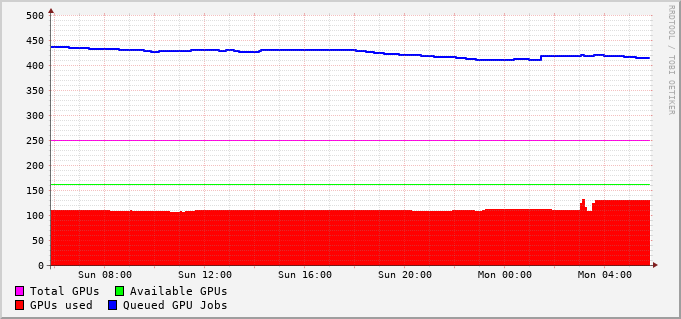 500
450
400
350
300
250
200
150
100
50
0
Sun 08:00 Sun 12:00 Sun 16:00 Sun 20:00 Mon 00:00 Mon 04:00
Total GPUs Available GPUs
GPUs used Queued GPU Jobs
RRDTOOL / TOBI OETIKER